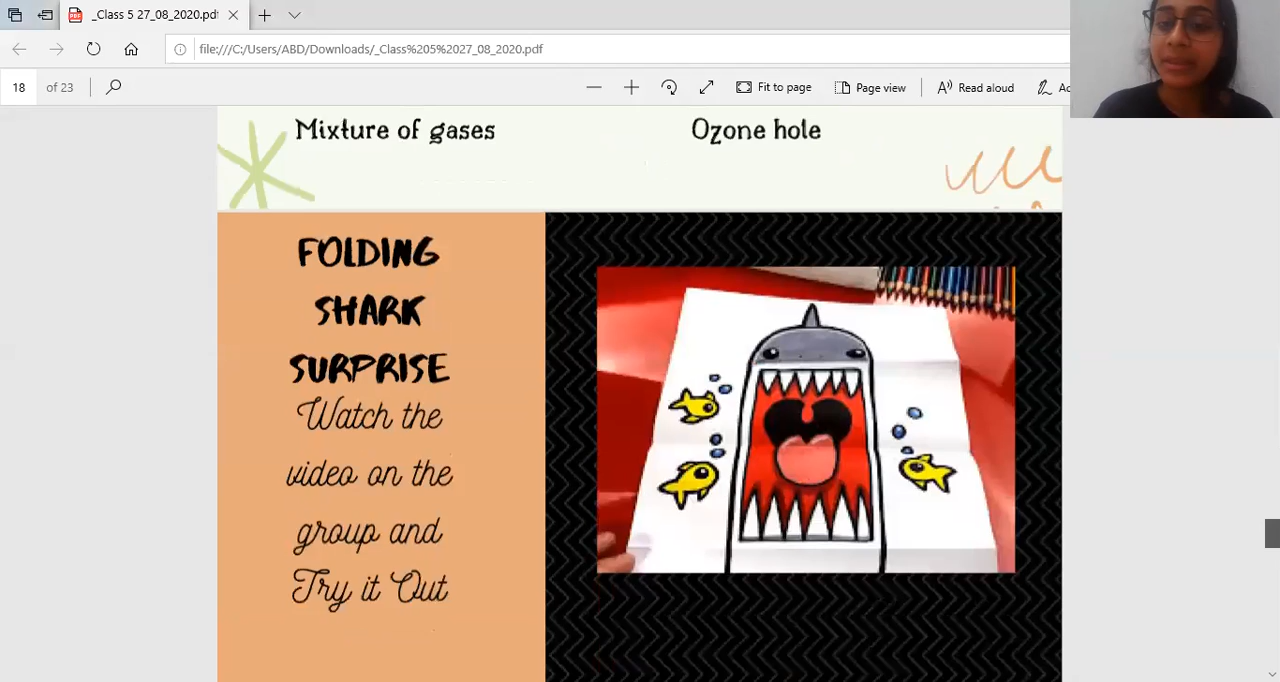 _Class 5 27_08_2020.pdf
file:///C:/Users/ABD/Downloads/_Class%205%2027_08_2020.pdf
18 of 23
Fit to page
Page view
Read aloud
Mixture of gases
Ozone hole
FOLDING
SHARK
SURPRISE
Watch the
video on the
group and
Try it Out